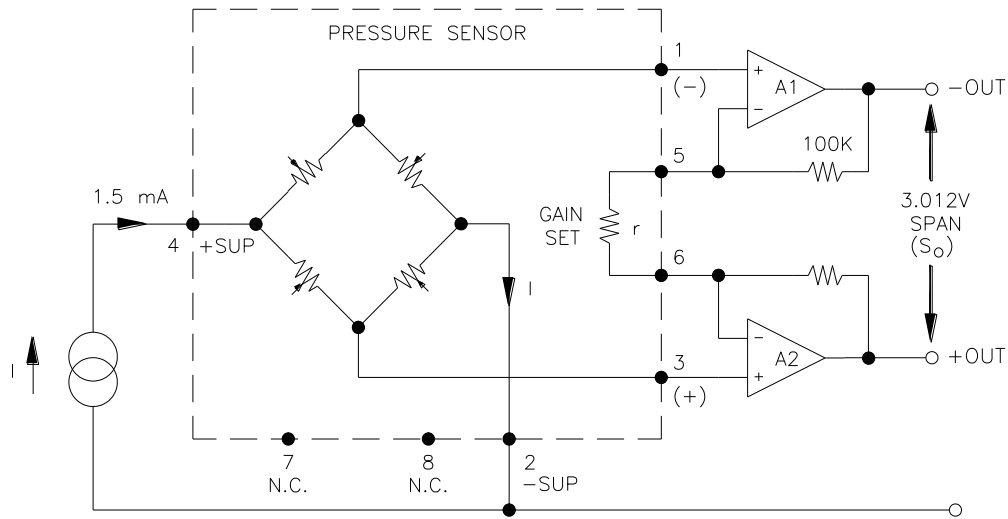 PRESSURE SENSOR
1
(-)
+
A1
-
-OUT
5
100K
1.5 mA
GAIN
SET
r
3.012V
SPAN
(So)
4
+SUP
6
I
I
-
A2
+
+OUT
3
(+)
7
N.C.
8
N.C.
2
-SUP